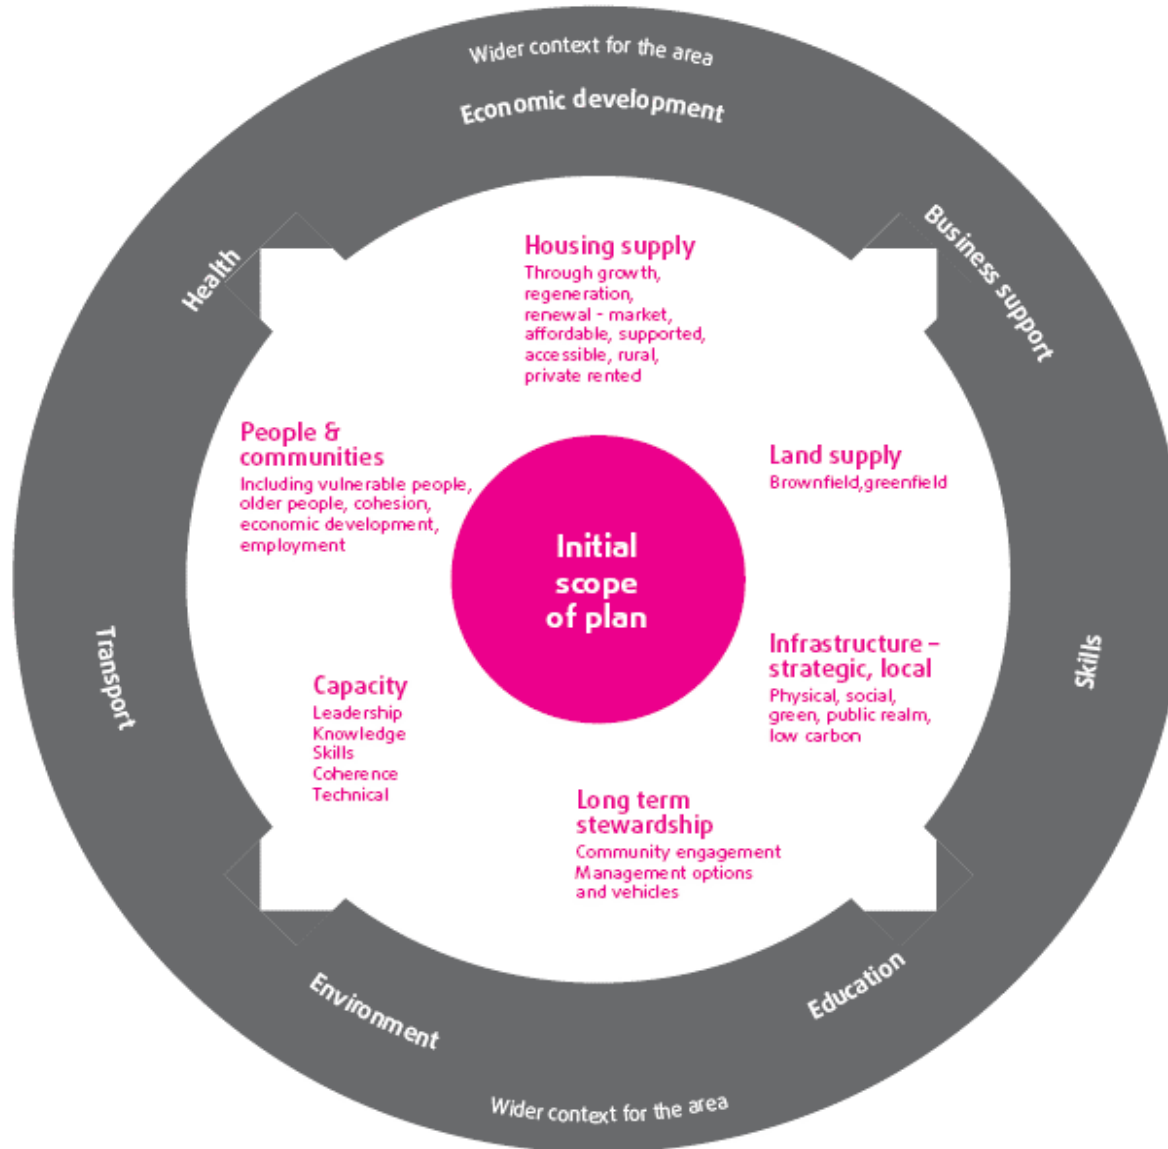 Wider context for the area
Economic development
Health
Business support
Housing supply
Through growth,
regeneration,
renewal - market,
affordable, supported,
accessible, rural,
private rented
People &
communities
Including vulnerable people,
older people, cohesion,
economic development,
employment
Land supply
Brownfield,greenfield
Initial
scope
of plan
Transport
Skills
Infrastructure –
strategic, local
Physical, social,
green, public realm,
low carbon
Capacity
Leadership
Knowledge
Skills
Coherence
Technical
Long term
stewardship
Community engagement
Management options
and vehicles
Environment
Education
Wider context for the area